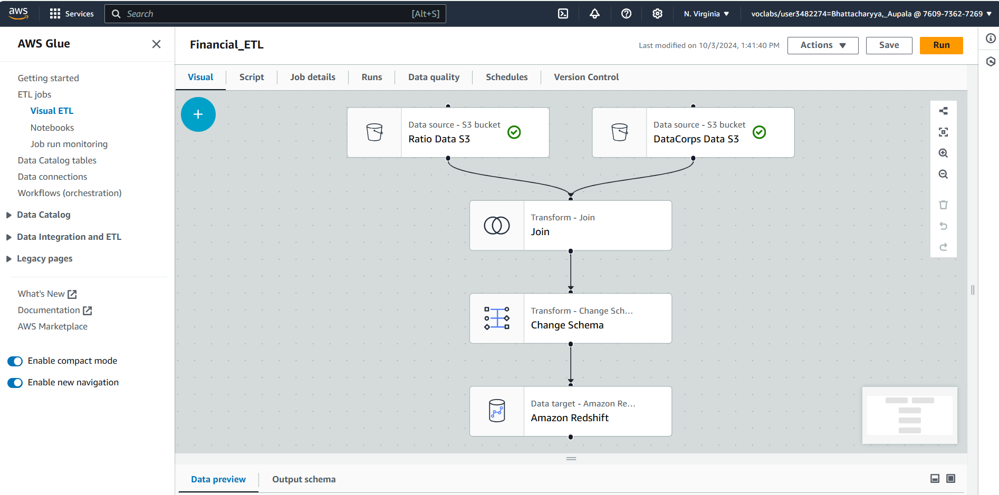 aws
Services
Search
[Alt+S]
N. Virginia
voclabs/user3482274=Bhattacharyya,_Aupala @ 7609-7362-7269
AWS Glue
Getting started
ETL jobs
Visual ETL
Notebooks
Job run monitoring
Data Catalog tables
Data connections
Workflows (orchestration)
Data Catalog
Data Integration and ETL
Legacy pages
What's New
Documentation
AWS Marketplace
Enable compact mode
Enable new navigation
Financial_ETL
Last modified on 10/3/2024, 1:41:40 PM
Actions
Save
Run
Visual
Script
Job details
Runs
Data quality
Schedules
Version Control
Data source - S3 bucket
Ratio Data S3
Data source - S3 bucket
DataCorps Data S3
Transform - Join
Join
Transform - Change Sch...
Change Schema
Data target - Amazon Re...
Amazon Redshift
Data preview
Output schema